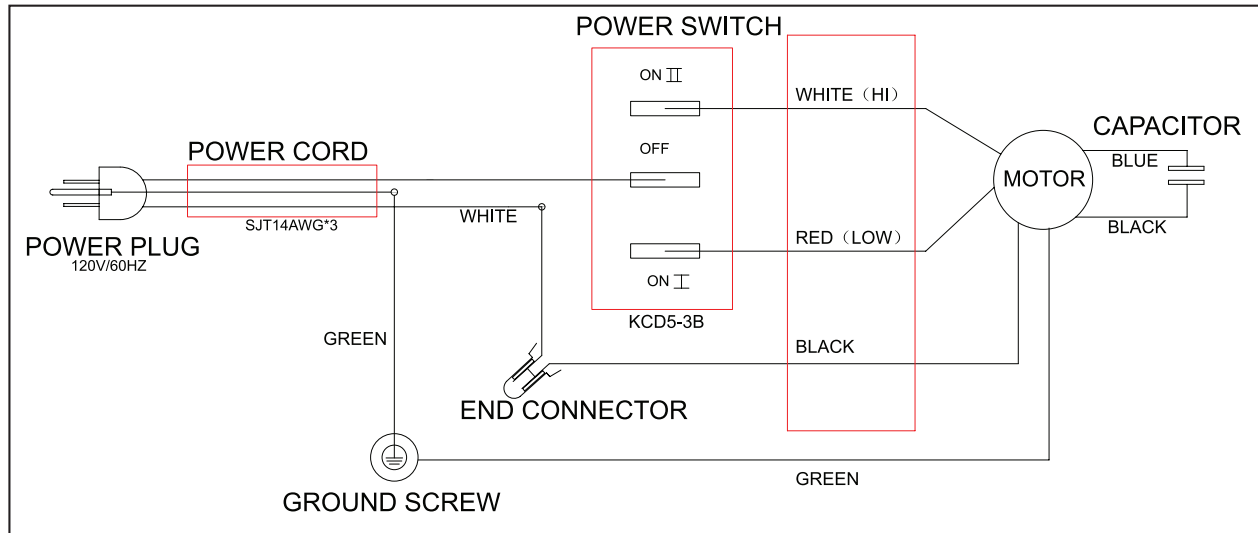 POWER SWITCH
ON Ⅱ
WHITE（HI）
CAPACITOR
OFF
POWER CORD
BLUE
MOTOR
SJT14AWG*3
WHITE
BLACK
POWER PLUG
120V/60HZ
RED（LOW）
ON Ⅰ
KCD5-3B
GREEN
BLACK
END CONNECTOR
GREEN
GROUND SCREW